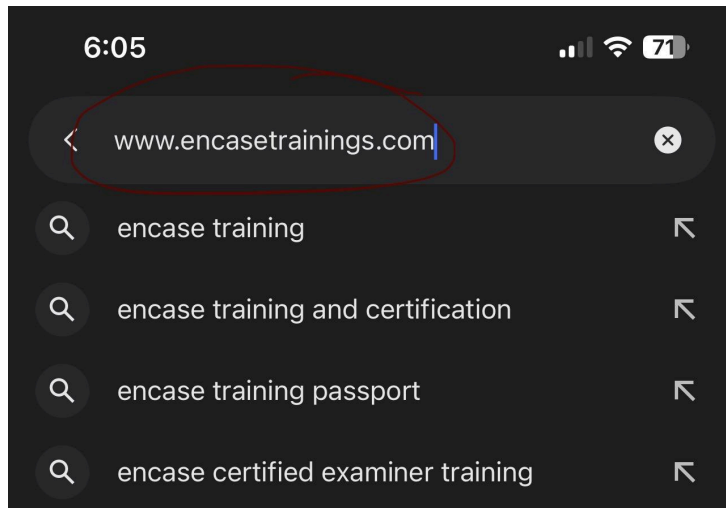 6:05
71
www.encasetrainings.com
encase training
encase training and certification
encase training passport
encase certified examiner training